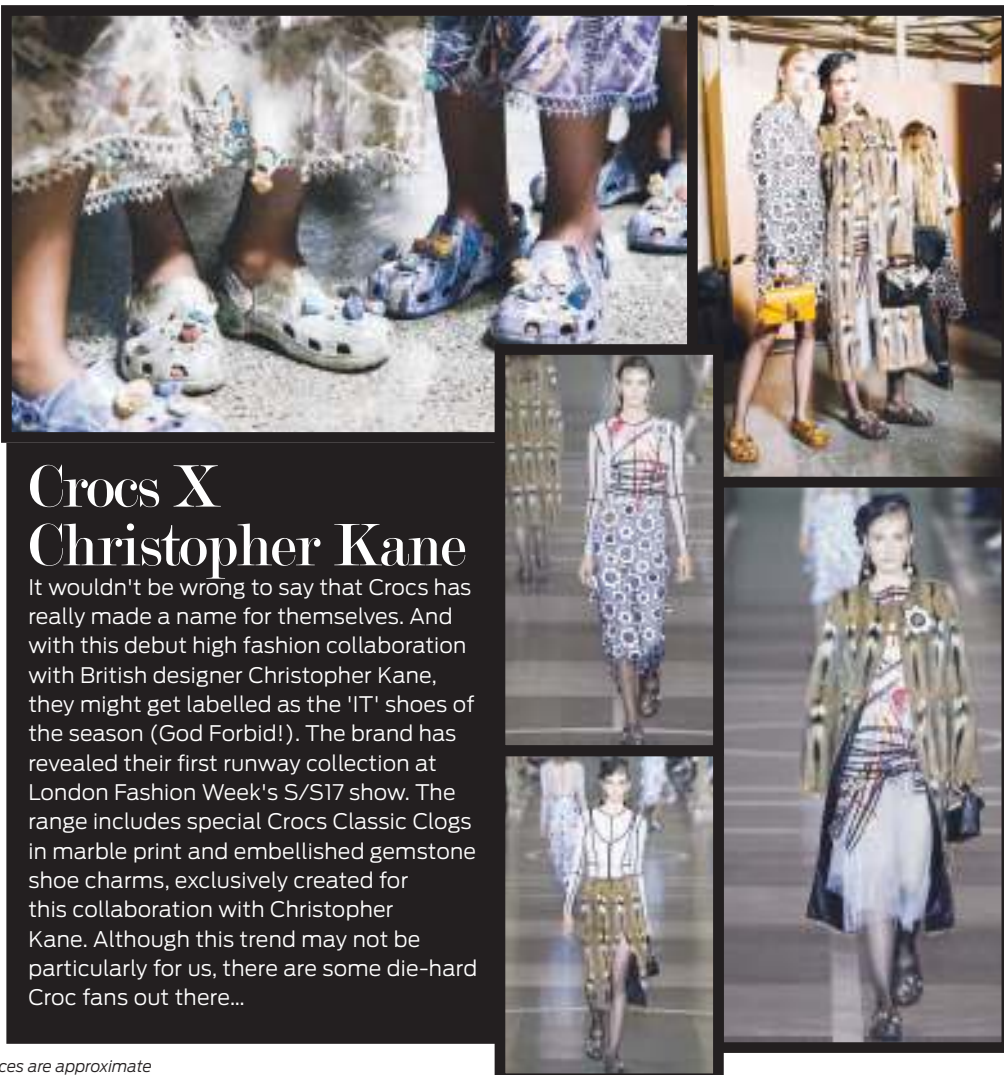 Crocs X
Christopher Kane
It wouldn't be wrong to say that Crocs has
really made a name for themselves. And
with this debut high fashion collaboration
with British designer Christopher Kane,
they might get labelled as the 'IT' shoes of
the season (God Forbid!). The brand has
revealed their first runway collection at
London Fashion Week's S/S17 show. The
range includes special Crocs Classic Clogs
in marble print and embellished gemstone
shoe charms, exclusively created for
this collaboration with Christopher
Kane. Although this trend may not be
particularly for us, there are some die-hard
Croc fans out there...
are approximate